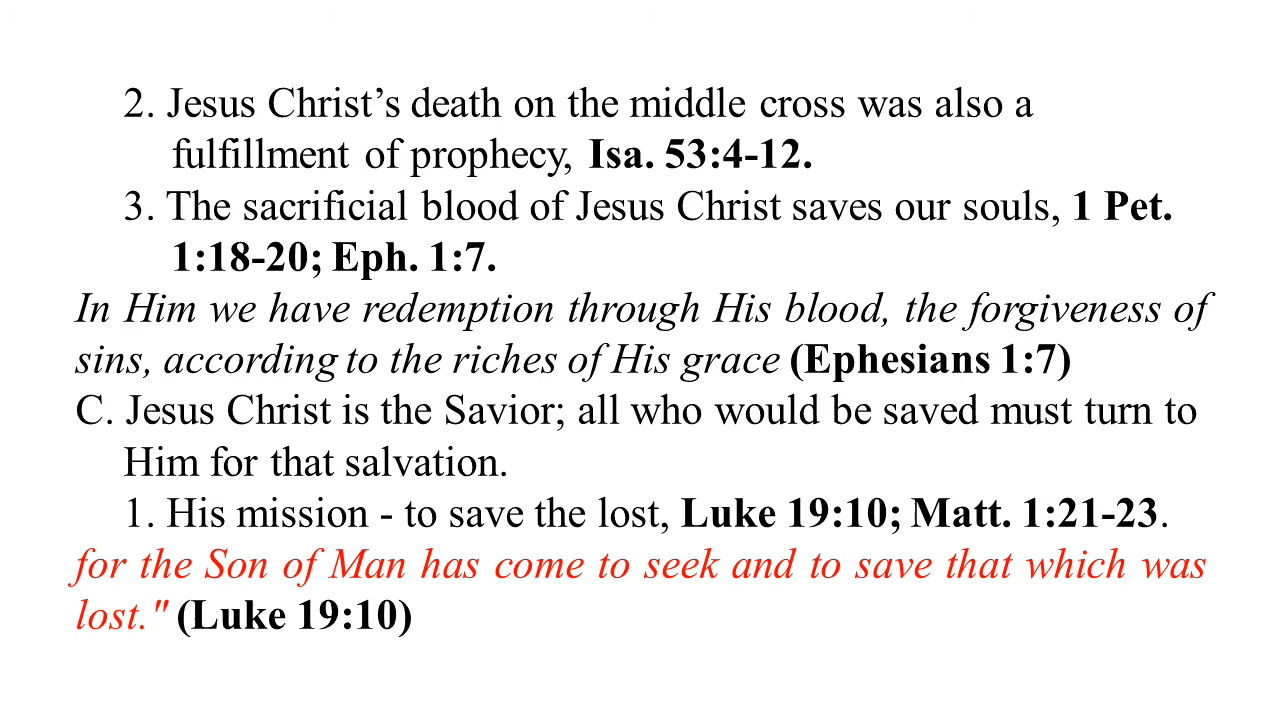 2. Jesus Christ’s death on the middle cross was also a
fulfillment of prophecy, Isa. 53:4-12.
3. The sacrificial blood of Jesus Christ saves our souls, 1 Pet.
1:18-20; Eph. 1:7.
In Him we have redemption through His blood, the forgiveness of
sins, according to the riches of His grace (Ephesians 1:7)
C. Jesus Christ is the Savior; all who would be saved must turn to
Him for that salvation.
1. His mission - to save the lost, Luke 19:10; Matt. 1:21-23.
for the Son of Man has come to seek and to save that which was
lost." (Luke 19:10)